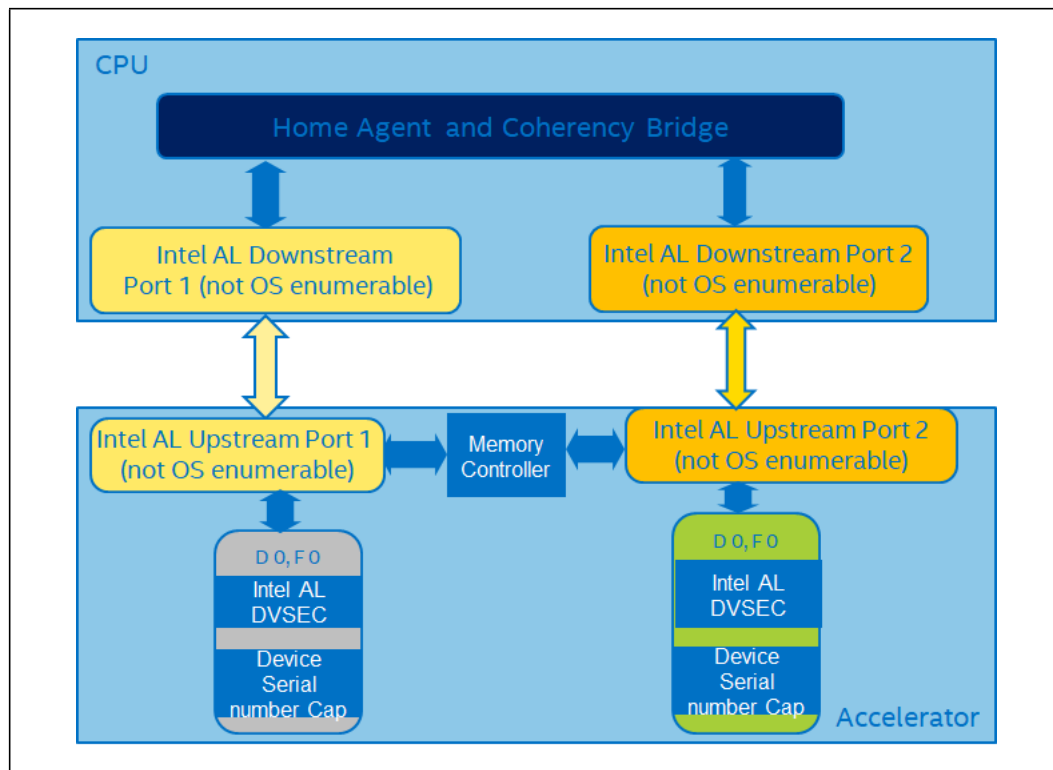 CPU
Home Agent and Coherency Bridge
Intel AL Downstream
Port 1 (not OS enumerable)
Intel AL Downstream Port 2
(not OS enumerable)
Intel AL Upstream Port 1
(not OS enumerable)
Memory
Controller
Intel AL Upstream Port 2
(not OS enumerable)
D 0, F 0
Intel AL
DVSEC
Device
Serial
number Cap
D 0, F 0
Intel AL
DVSEC
Device
Serial
number Cap
Accelerator